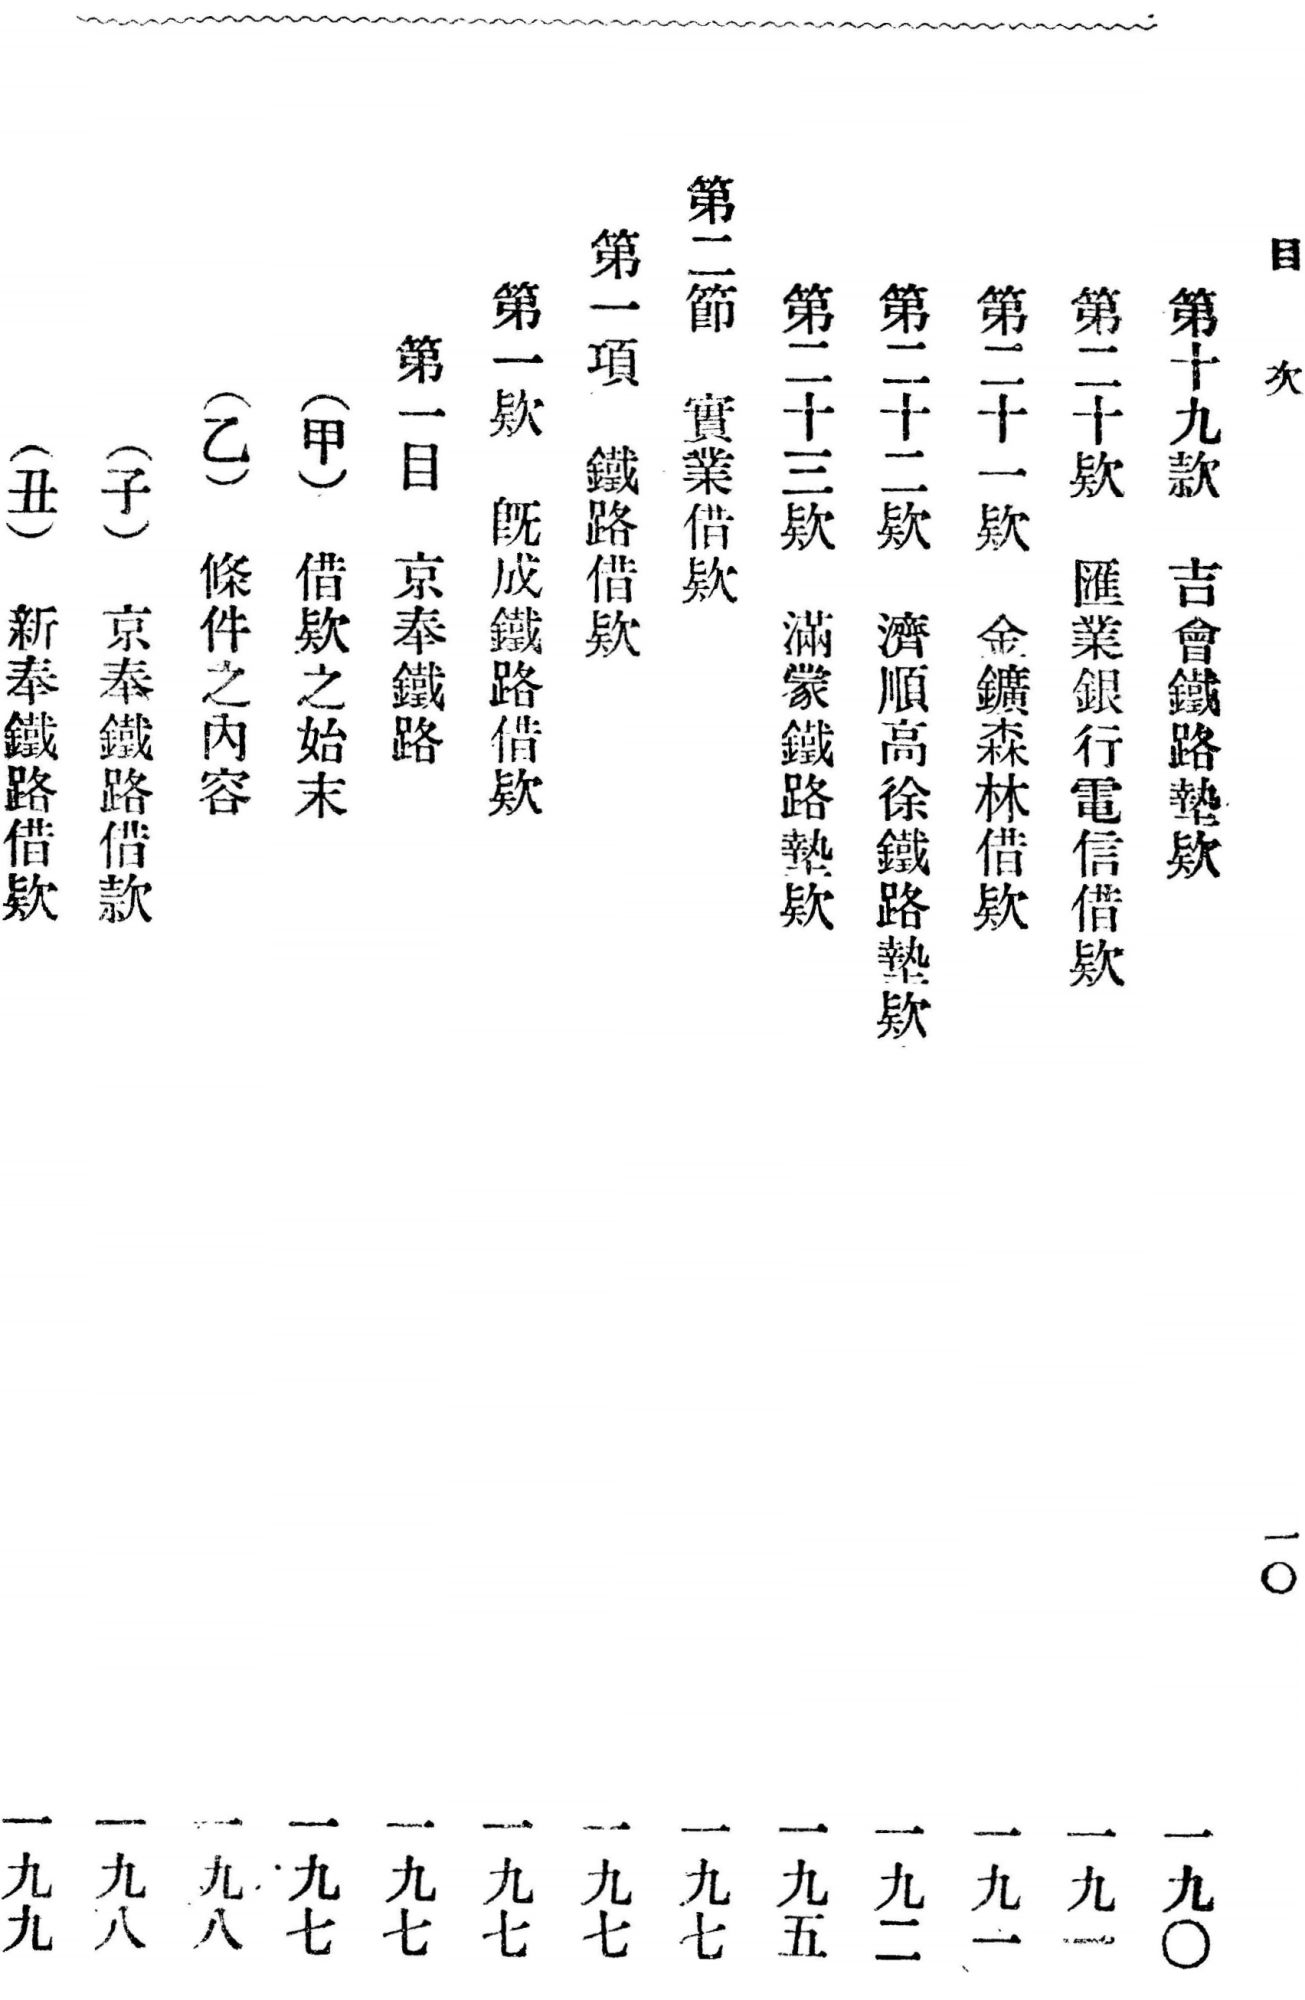 目次
一〇
第十九款 吉會鐵路墊欵 一九〇
第二十欵 匯業銀行電信借欵 一九一
第二十一欵 金鑛森林借欵 一九一
第二十二欵 濟順高徐鐵路墊欵 一九二
第二十三欵 滿蒙鐵路墊欵 一九五
第二節 實業借欵 一九七
第一項 鐵路借欵 一九七
第一欵 既成鐵路借欵 一九七
第一目 京奉鐵路 一九七
(甲) 借欵之始末 一九七
(乙) 條件之內容 一九八
(子) 京奉鐵路借款 一九八
(丑) 新奉鐵路借欵 一九九